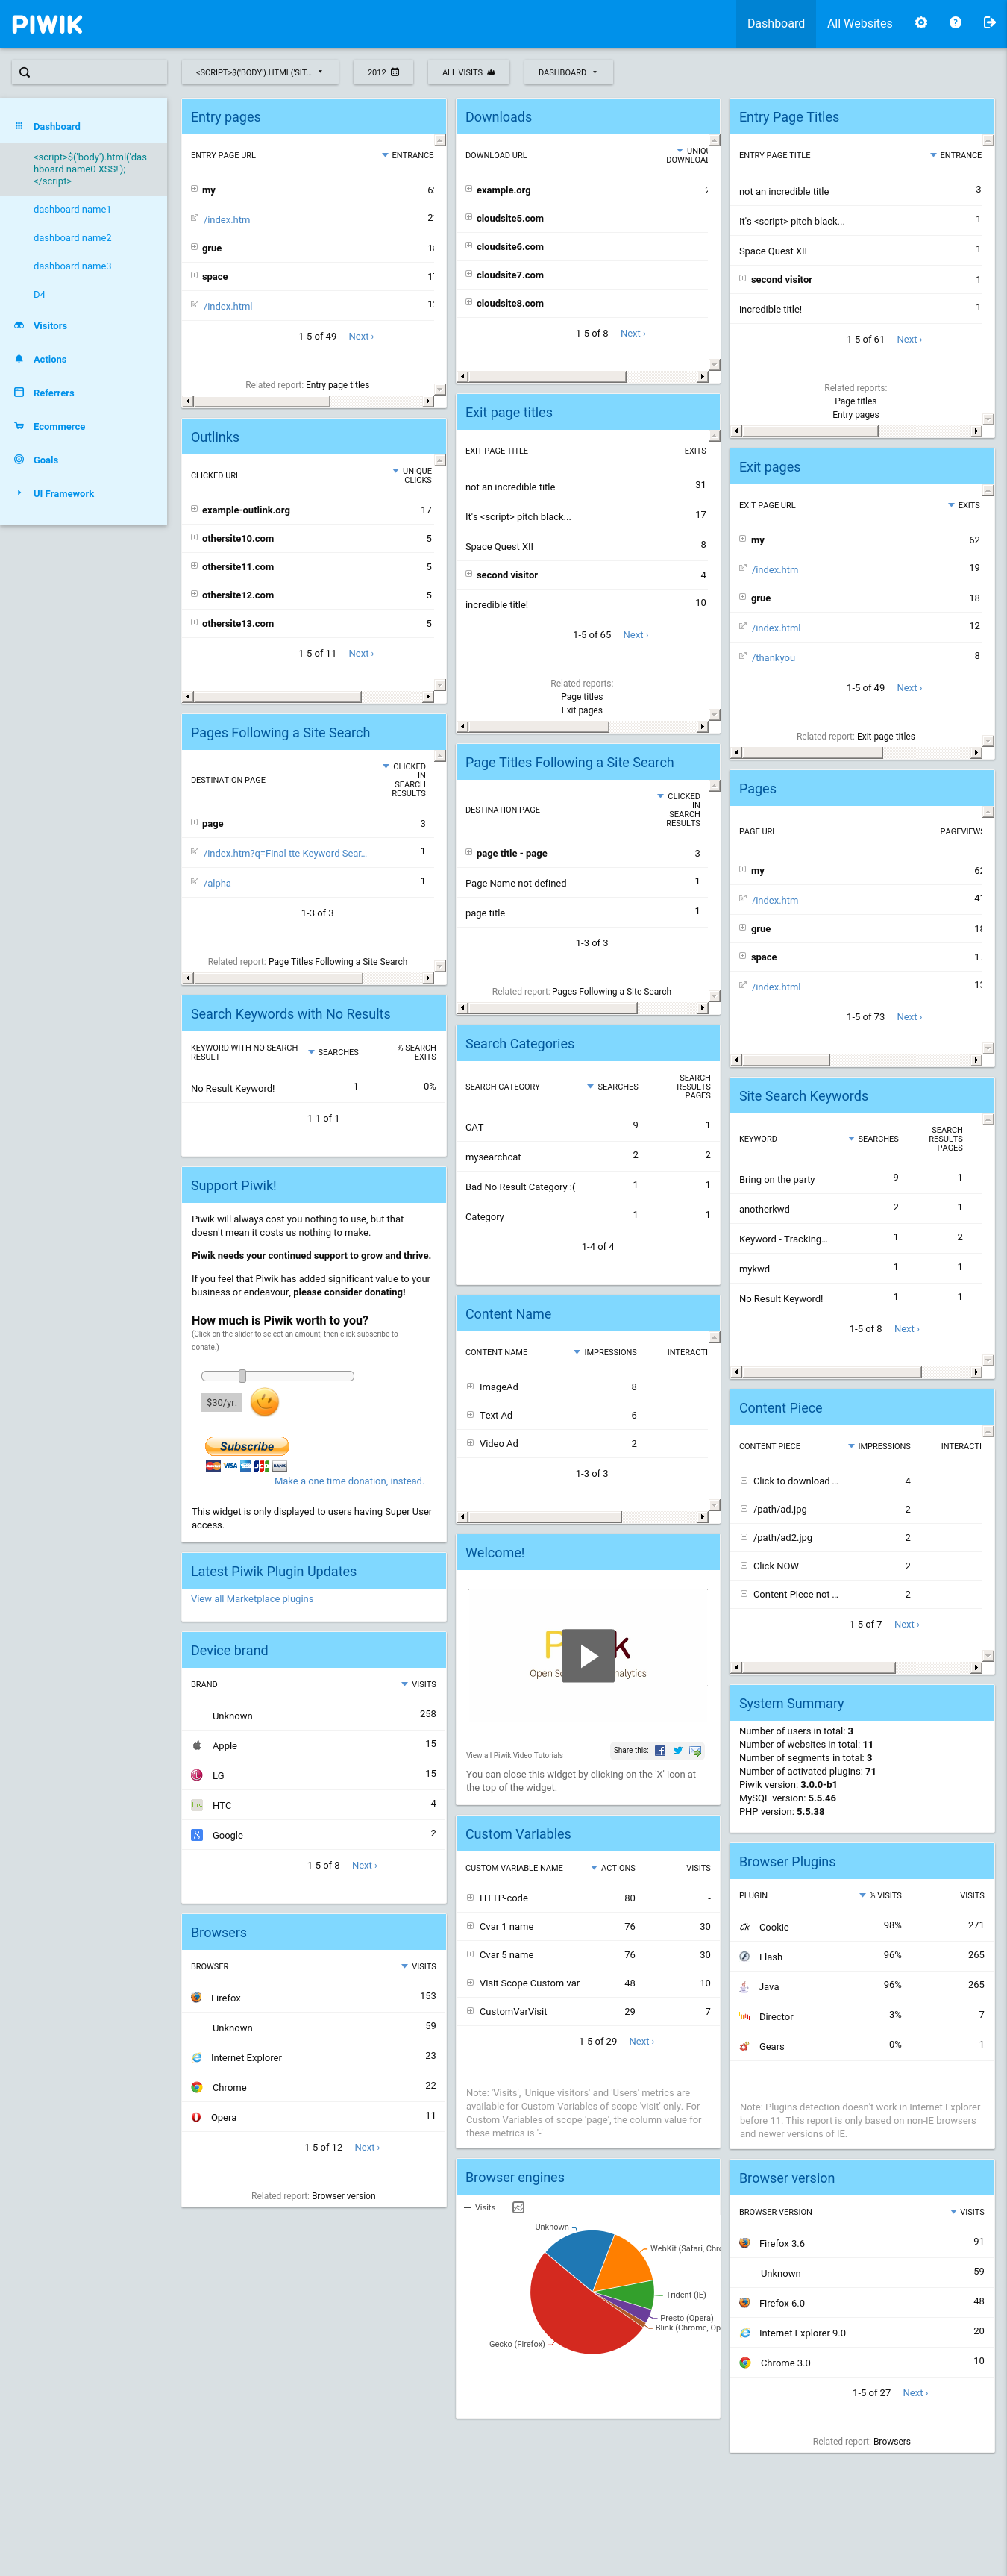 PIWIK
Dashboard
All Websites
<SCRIPT>$('BODY').HTML('SIT...
2012
ALL VISITS
DASHBOARD
Dashboard
<script>$('body').html('das
hboard name0 XSS!');
</script>
dashboard name1
dashboard name2
dashboard name3
D4
Visitors
Actions
Referrers
Ecommerce
Goals
UI Framework
Entry pages
ENTRY PAGE URL ENTRANCE
my
/index.htm
grue
space
/index.html
1-5 of 49 Next ›
Related report: Entry page titles
Outlinks
CLICKED URL UNIQUE
CLICKS
example-outlink.org 17
othersite10.com 5
othersite11.com 5
othersite12.com 5
othersite13.com 5
1-5 of 11 Next ›
Pages Following a Site Search
DESTINATION PAGE CLICKED
IN
SEARCH
RESULTS
page 3
/index.htm?q=Final tte Keyword Sear... 1
/alpha 1
1-3 of 3
Related report: Page Titles Following a Site Search
Search Keywords with No Results
KEYWORD WITH NO SEARCH
RESULT SEARCHES % SEARCH
EXITS
No Result Keyword! 1 0%
1-1 of 1
Support Piwik!
Piwik will always cost you nothing to use, but that
doesn't mean it costs us nothing to make.
Piwik needs your continued support to grow and thrive.
If you feel that Piwik has added significant value to your
business or endeavour, please consider donating!
How much is Piwik worth to you?
(Click on the slider to select an amount, then click subscribe to
donate.)
$30/yr.
Subscribe
VISA
BANK
Make a one time donation, instead.
This widget is only displayed to users having Super User
access.
Latest Piwik Plugin Updates
View all Marketplace plugins
Device brand
BRAND VISITS
Unknown 258
Apple 15
LG 15
HTC 4
Google 2
1-5 of 8 Next ›
Browsers
BROWSER VISITS
Firefox 153
Unknown 59
Internet Explorer 23
Chrome 22
Opera 11
1-5 of 12 Next ›
Related report: Browser version
Downloads
DOWNLOAD URL UNIQU
DOWNLOAD
example.org
cloudsite5.com
cloudsite6.com
cloudsite7.com
cloudsite8.com
1-5 of 8 Next ›
Exit page titles
EXIT PAGE TITLE EXITS
not an incredible title 31
It's <script> pitch black... 17
Space Quest XII 8
second visitor 4
incredible title! 10
1-5 of 65 Next ›
Related reports:
Page titles
Exit pages
Page Titles Following a Site Search
DESTINATION PAGE CLICKED
IN
SEARCH
RESULTS
page title - page 3
Page Name not defined 1
page title 1
1-3 of 3
Related report: Pages Following a Site Search
Search Categories
SEARCH CATEGORY SEARCHES SEARCH
RESULTS
PAGES
CAT 9 1
mysearchcat 2 2
Bad No Result Category :( 1 1
Category 1 1
1-4 of 4
Content Name
CONTENT NAME IMPRESSIONS INTERACTI
ImageAd 8
Text Ad 6
Video Ad 2
1-3 of 3
Welcome!
View all Piwik Video Tutorials
Share this:
You can close this widget by clicking on the 'X' icon at
the top of the widget.
Custom Variables
CUSTOM VARIABLE NAME ACTIONS VISITS
HTTP-code 80 -
Cvar 1 name 76 30
Cvar 5 name 76 30
Visit Scope Custom var 48 10
CustomVarVisit 29 7
1-5 of 29 Next ›
Note: 'Visits', 'Unique visitors' and 'Users' metrics are
available for Custom Variables of scope 'visit' only. For
Custom Variables of scope 'page', the column value for
these metrics is '-'
Browser engines
Visits
Unknown
WebKit (Safari, Chro
Trident (IE)
Presto (Opera)
Blink (Chrome, Op
Gecko (Firefox)
Entry Page Titles
ENTRY PAGE TITLE ENTRANCE
not an incredible title
It's <script> pitch black...
Space Quest XII
second visitor
incredible title!
1-5 of 61 Next ›
Related reports:
Page titles
Entry pages
Exit pages
EXIT PAGE URL EXITS
my 62
/index.htm 19
grue 18
/index.html 12
/thankyou 8
1-5 of 49 Next ›
Related report: Exit page titles
Pages
PAGE URL PAGEVIEWS
my 62
/index.htm
grue 18
space 17
/index.html 13
1-5 of 73 Next ›
Site Search Keywords
KEYWORD SEARCHES SEARCH
RESULTS
PAGES
Bring on the party 9 1
anotherkwd 2 1
Keyword - Tracking... 1 2
mykwd 1 1
No Result Keyword! 1 1
1-5 of 8 Next ›
Content Piece
CONTENT PIECE IMPRESSIONS INTERACTI
Click to download ... 4
/path/ad.jpg 2
/path/ad2.jpg 2
Click NOW 2
Content Piece not ... 2
1-5 of 7 Next ›
System Summary
Number of users in total: 3
Number of websites in total: 11
Number of segments in total: 3
Number of activated plugins: 71
Piwik version: 3.0.0-b1
MySQL version: 5.5.46
PHP version: 5.5.38
Browser Plugins
PLUGIN % VISITS VISITS
Cookie 98% 271
Flash 96% 265
Java 96% 265
Director 3% 7
Gears 0% 1
Note: Plugins detection doesn't work in Internet Explorer
before 11. This report is only based on non-IE browsers
and newer versions of IE.
Browser version
BROWSER VERSION VISITS
Firefox 3.6 91
Unknown 59
Firefox 6.0 48
Internet Explorer 9.0 20
Chrome 3.0 10
1-5 of 27 Next ›
Related report: Browsers